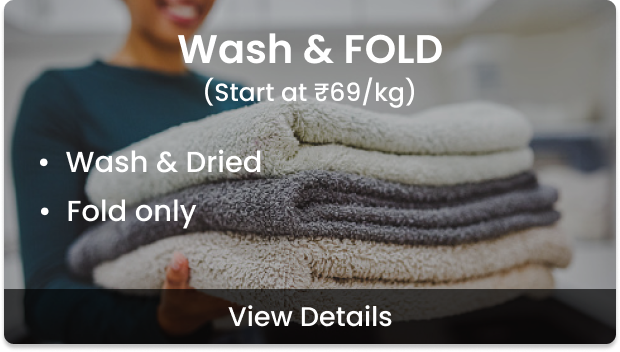 Wash & FOLD
(Start at ₹69/kg)
• Wash & Dried
• Fold only
View Details